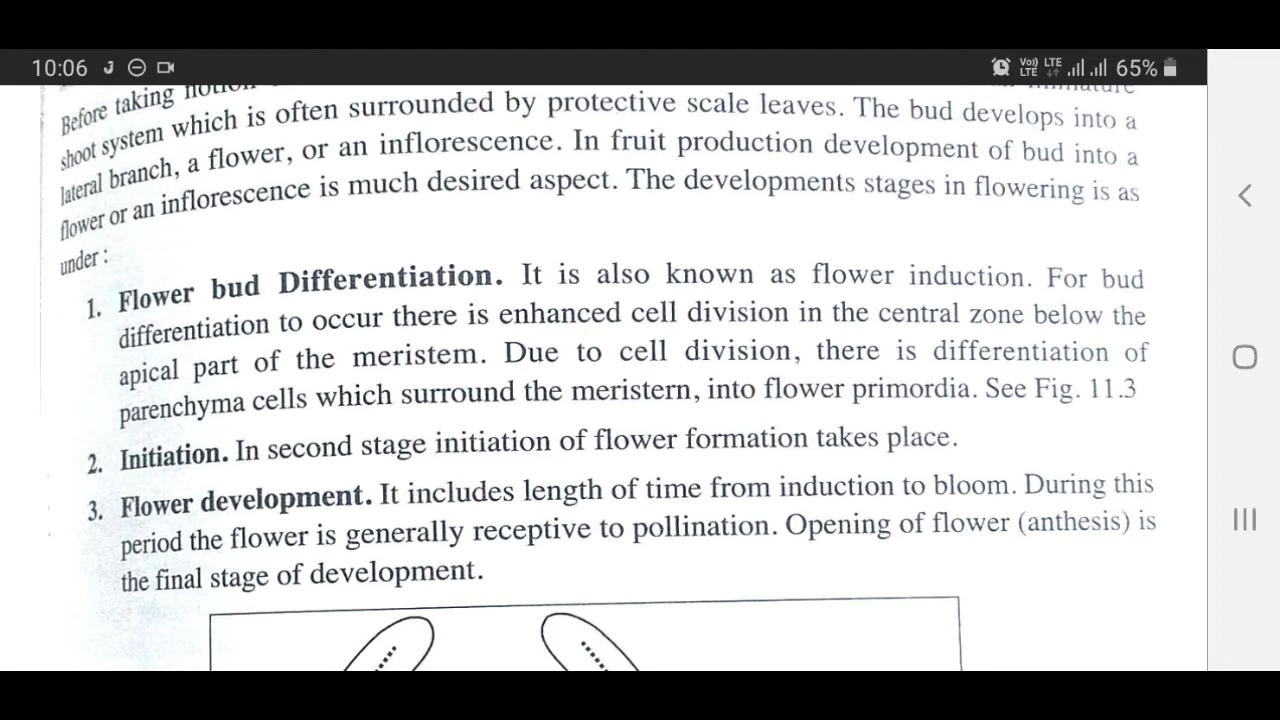 10:06
Vo) LTE
LTE
65%
Before taking
shoot system which is often surrounded by protective scale leaves. The bud develops into a
lateral branch, a flower, or an inflorescence. In fruit production development of bud into a
flower or an inflorescence is much desired aspect. The developments stages in flowering is as
under :
1. Flower bud Differentiation. It is also known as flower induction. For bud
differentiation to occur there is enhanced cell division in the central zone below the
apical part of the meristem. Due to cell division, there is differentiation of
parenchyma cells which surround the meristern, into flower primordia. See Fig. 11.3
2. Initiation. In second stage initiation of flower formation takes place.
3. Flower development. It includes length of time from induction to bloom. During this
period the flower is generally receptive to pollination. Opening of flower (anthesis) is
the final stage of development.